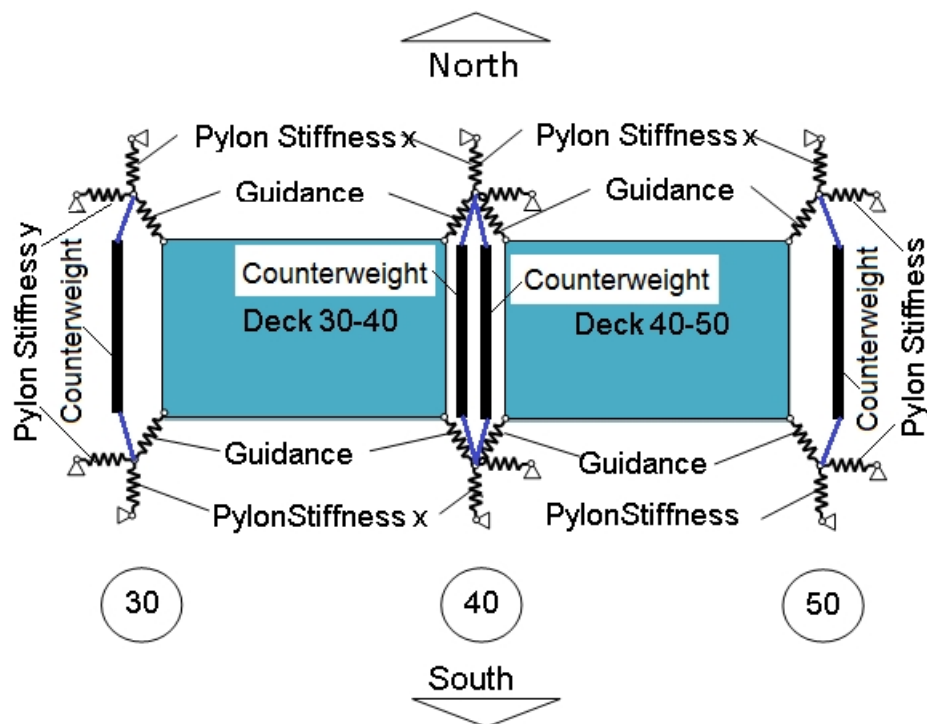 North
Pylon Stiffness x
Pylon Stiffness x
Guidance
Guidance
Pylon Stiffness y
Counterweight
Counterweight
Counterweight
Deck 30-40
Deck 40-50
Counterweight
Pylon Stiffness
Guidance
Guidance
PylonStiffness x
PylonStiffness
30
40
50
South